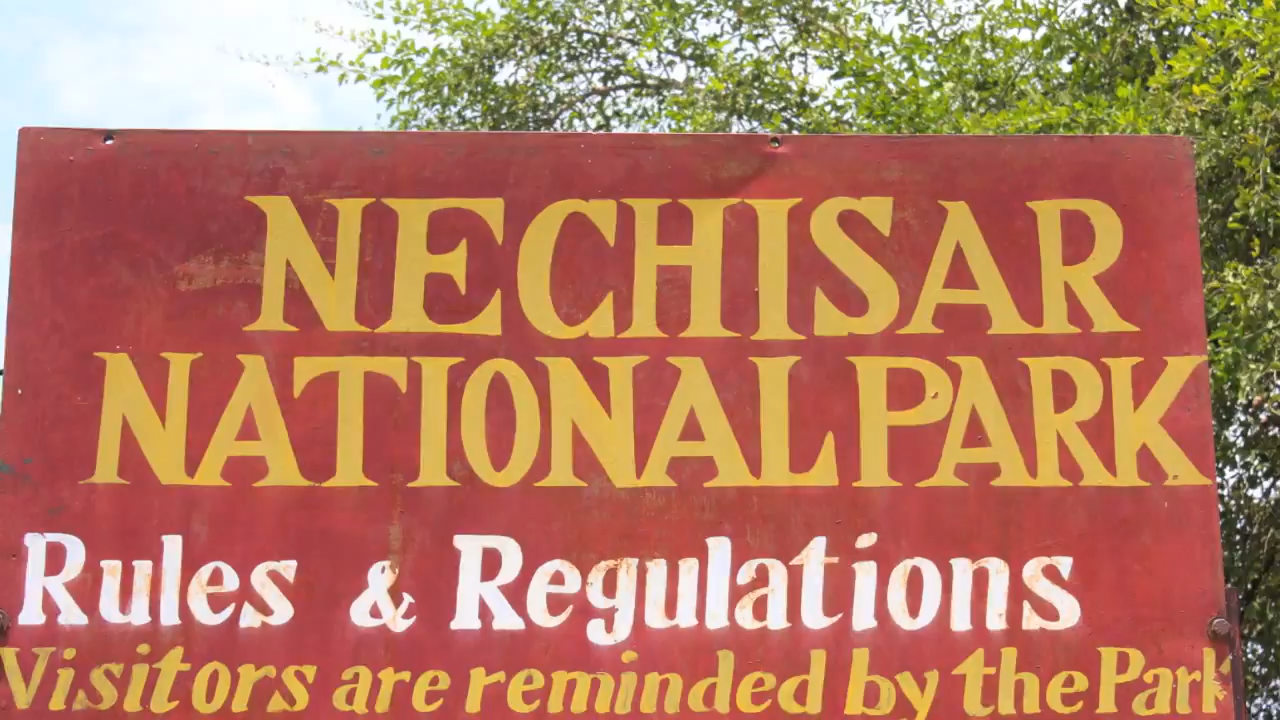 NECHISAR
NATIONAL PARK
Rules & Regulations
Visitors are reminded by the Park